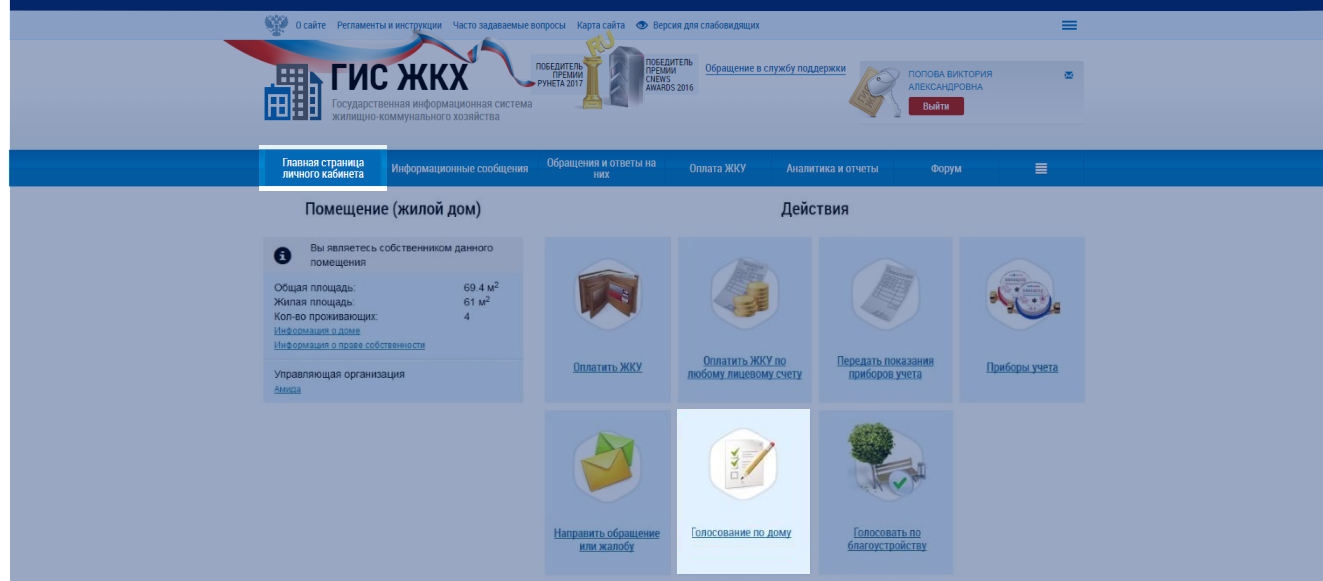 О сайте Регламенты и инструкции Часто задаваемые вопросы Карта сайта Версия для слабовидящих
ГИС ЖКХ
Государственная информационная система
жилищно-коммунального хозяйства
ПОБЕДИТЕЛЬ
ПРЕМИИ
РУНЕТА 2017
RU
ПОБЕДИТЕЛЬ
ПРЕМИИ
CNEWS
AWARDS 2016
Обращение в службу поддержки
ПОПОВА ВИКТОРИЯ
АЛЕКСАНДРОВНА
Выйти
Главная страница
личного кабинета
Информационные сообщения
Обращения и ответы на
них
Оплата ЖКУ
Аналитика и отчеты
Форум
Помещение (жилой дом)
Вы являетесь собственником данного
помещения
Общая площадь: 69.4 м2
Жилая площадь: 61 м2
Кол-во проживающих: 4
Информация о доме
Информация о праве собственности
Управляющая организация
Амида
Действия
Оплатить ЖКУ
Оплатить ЖКУ по
любому лицевому счету
Передать показания
приборов учета
Приборы учета
Направить обращение
или жалобу
Голосование по дому
Голосовать по
благоустройству